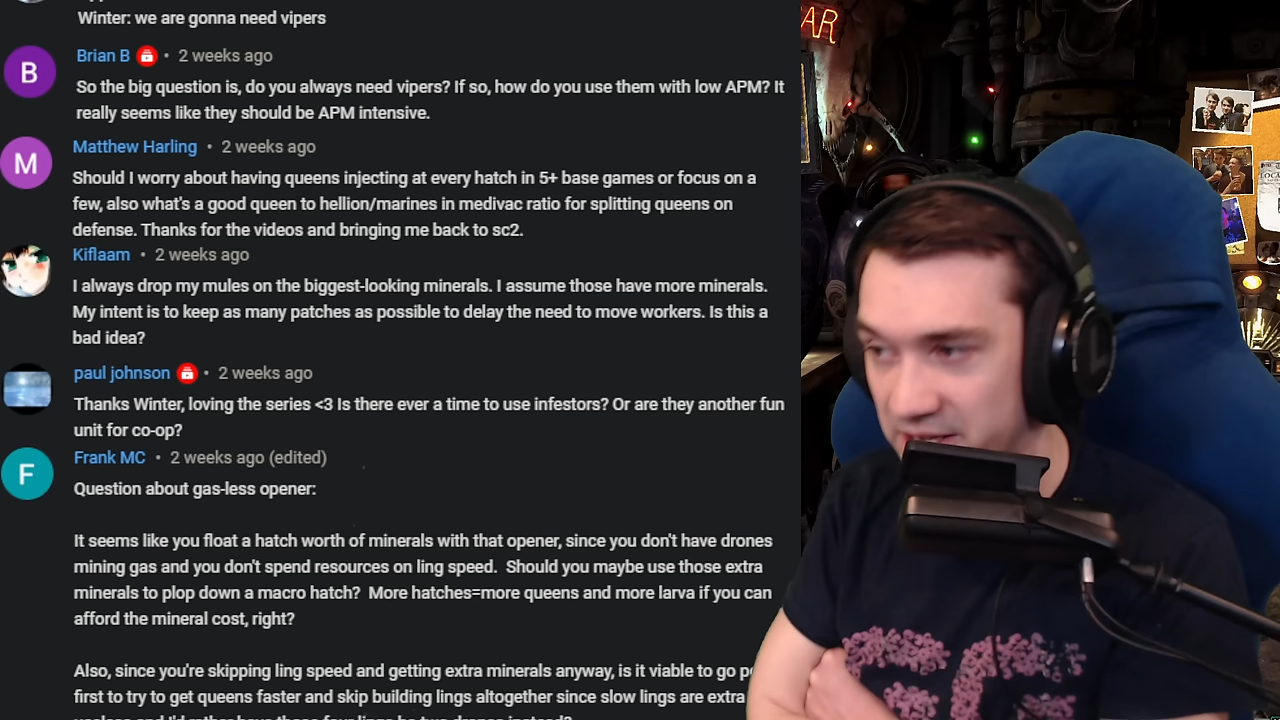 AR
Winter: we are gonna need vipers
B
Brian B • 2 weeks ago
So the big question is, do you always need vipers? If so, how do you use them with low APM? It
really seems like they should be APM intensive.
M
Matthew Harling • 2 weeks ago
Should I worry about having queens injecting at every hatch in 5+ base games or focus on a
few, also what's a good queen to hellion/marines in medivac ratio for splitting queens on
defense. Thanks for the videos and bringing me back to sc2.
Kiflaam • 2 weeks ago
I always drop my mules on the biggest-looking minerals. I assume those have more minerals.
My intent is to keep as many patches as possible to delay the need to move workers. Is this a
bad idea?
paul johnson • 2 weeks ago
Thanks Winter, loving the series <3 Is there ever a time to use infestors? Or are they another fun
unit for co-op?
F
Frank MC • 2 weeks ago (edited)
Question about gas-less opener:
It seems like you float a hatch worth of minerals with that opener, since you don't have drones
mining gas and you don't spend resources on ling speed. Should you maybe use those extra
minerals to plop down a macro hatch? More hatches=more queens and more larva if you can
afford the mineral cost, right?
Also, since you're skipping ling speed and getting extra minerals anyway, is it viable to go
first to try to get queens faster and skip building lings altogether since slow lings are extra